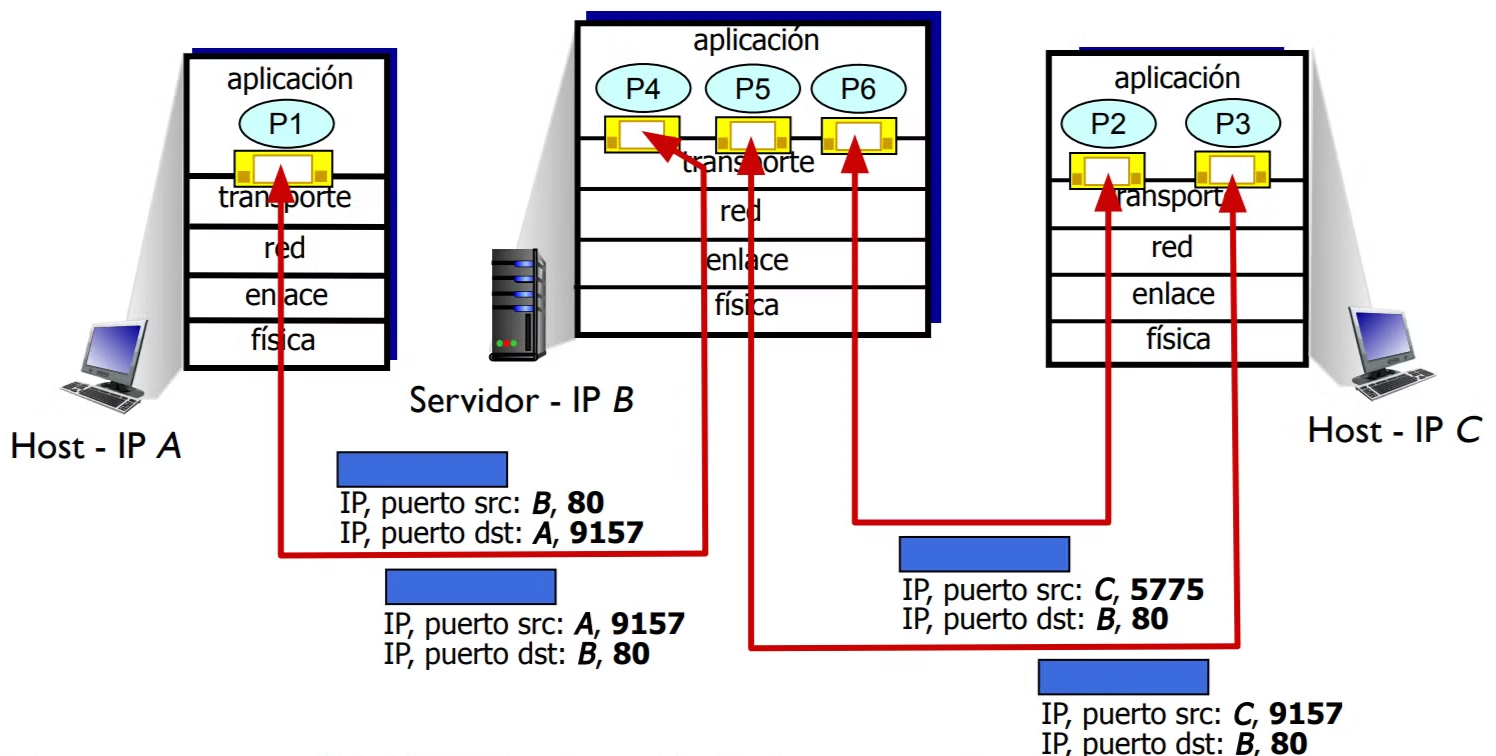 aplicación
P1
transporte
red
enlace
física
Host - IP A
aplicación
P4 P5 P6
transporte
red
enlace
física
Servidor - IP B
aplicación
P2 P3
transport
red
enlace
física
Host - IP C
IP, puerto src: B, 80
IP, puerto dst: A, 9157
IP, puerto src: A, 9157
IP, puerto dst: B, 80
IP, puerto src: C, 5775
IP, puerto dst: B, 80
IP, puerto src: C, 9157
IP, puerto dst: B, 80